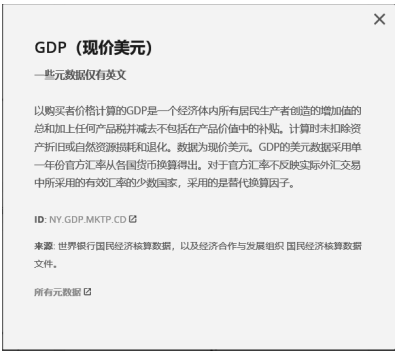 GDP（现价美元）
一些元数据仅有英文
以购买者价格计算的GDP是一个经济体内所有居民生产者创造的增加值的
总和加上任何产品税并减去不包括在产品价值中的补贴。计算时未扣除资
产折旧或自然资源损耗和退化。数据为现价美元。GDP的美元数据采用单
一年份官方汇率从各国货币换算得出。对于官方汇率不反映实际外汇交易
中所采用的有效汇率的少数国家，采用的是替代换算因子。
ID: NY.GDP.MKTP.CD
来源: 世界银行国民经济核算数据，以及经济合作与发展组织 国民经济核算数据
文件。
所有元数据